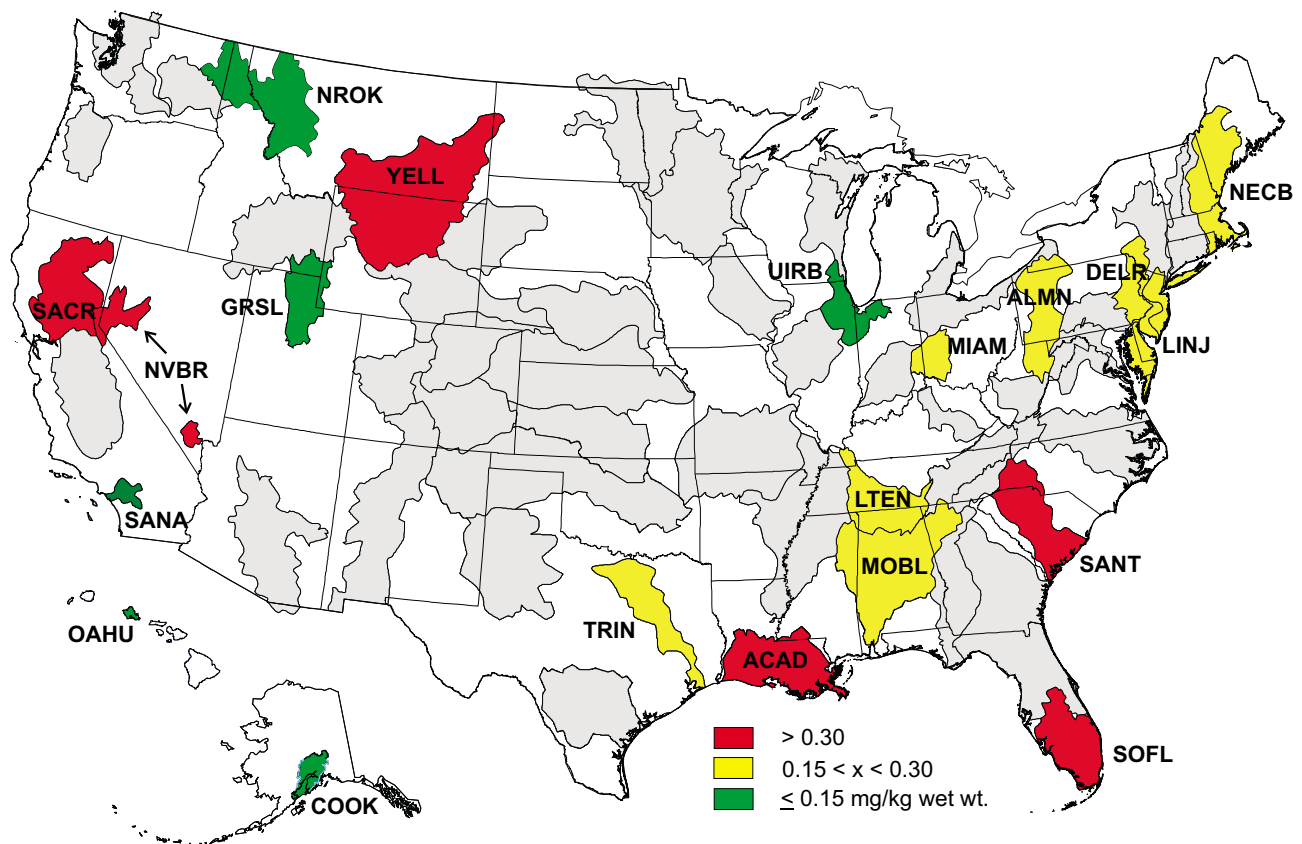 NROK
YELL
NECB
UIRB
DELR
SACR
GRSL
ALMN
MIAM
LINJ
NVBR
LTEN
SANA
MOBL
SANT
TRIN
OAHU
ACAD
> 0.30
SOFL
0.15 < x < 0.30
≤ 0.15 mg/kg wet wt.
COOK